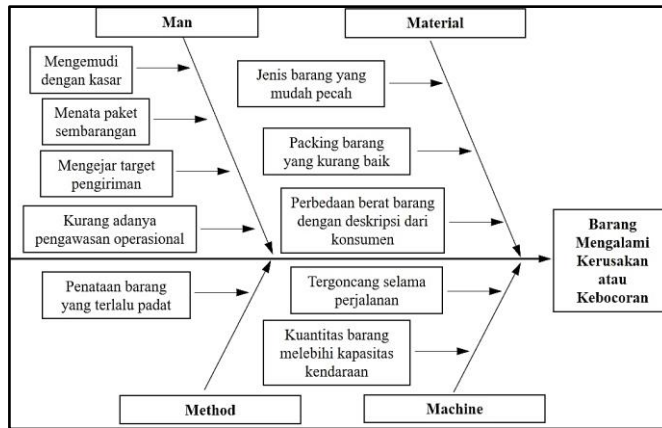 Man
Material
Mengemudi
dengan kasar
Menata paket
sembarangan
Mengejar target
pengiriman
Kurang adanya
pengawasan operasional
Jenis barang yang
mudah pecah
Packing barang
yang kurang baik
Perbedaan berat barang
dengan deskripsi dari
konsumen
Barang
Mengalami
Kerusakan
atau
Kebocoran
Penataan barang
yang terlalu padat
Tergoncang selama
perjalanan
Kuantitas barang
melebihi kapasitas
kendaraan
Method
Machine